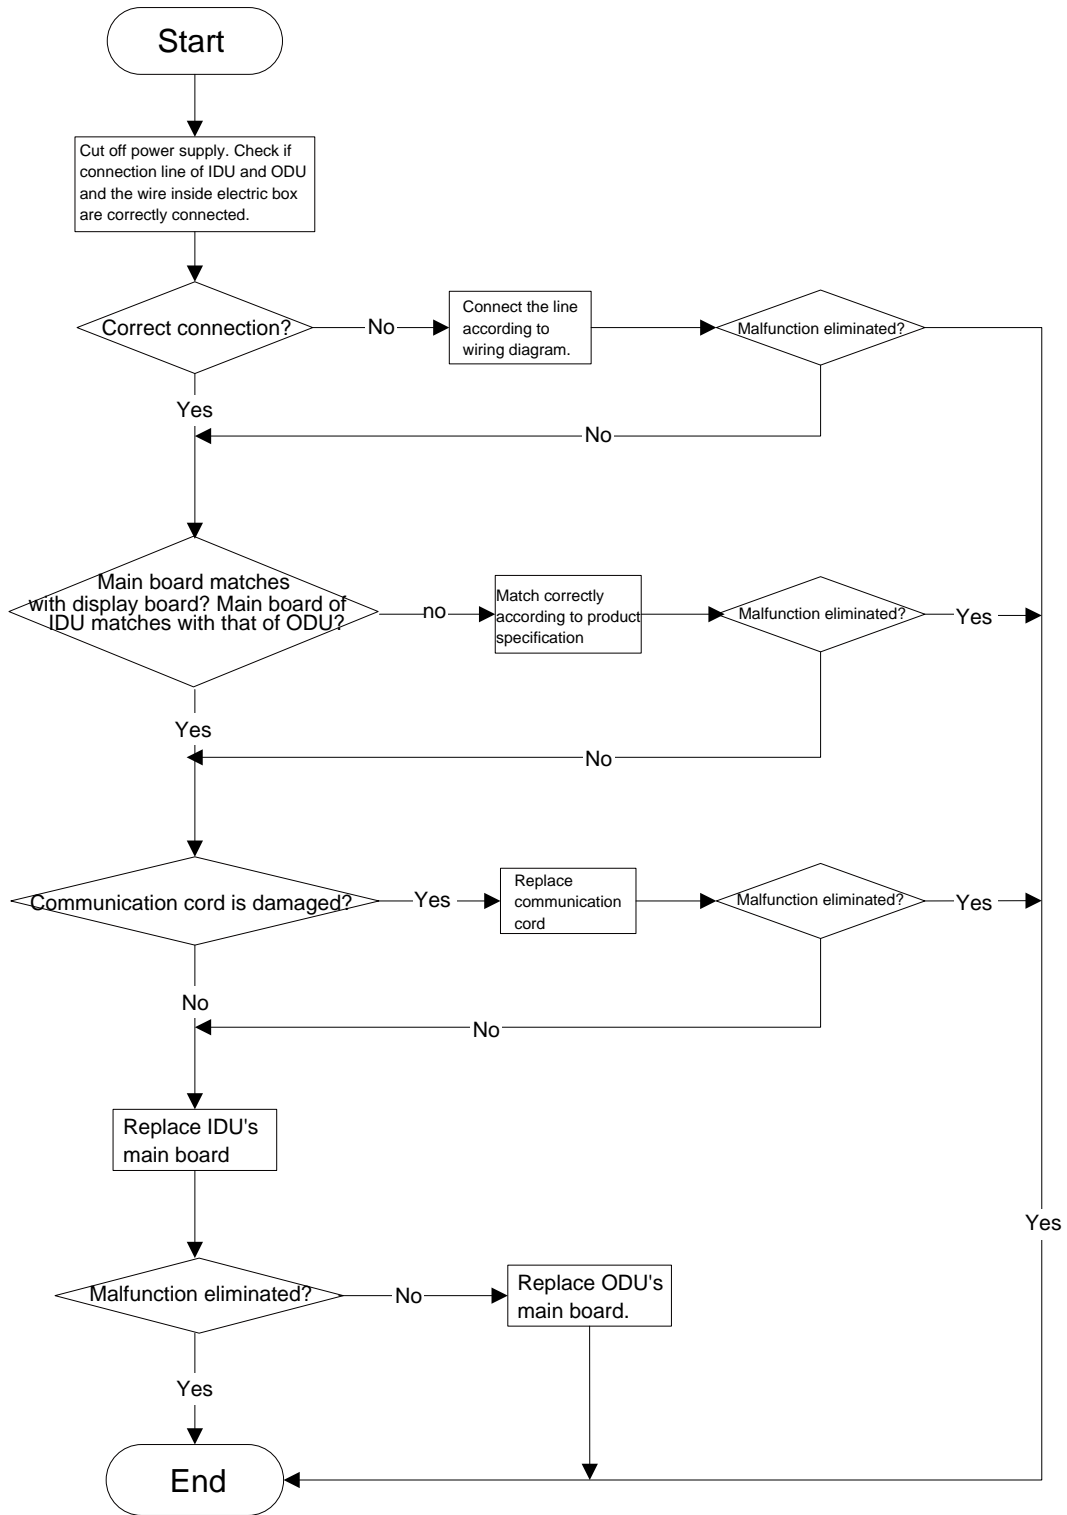 Start
Cut off power supply. Check if
connection line of IDU and ODU
and the wire inside electric box
are correctly connected.
Correct connection?
No
Connect the line
according to
wiring diagram.
Malfunction eliminated?
Yes
No
Main board matches
with display board? Main board of
IDU matches with that of ODU?
no
Match correctly
according to product
specification
Malfunction eliminated?
Yes
Yes
No
Communication cord is damaged?
Yes
Replace
communication
cord
Malfunction eliminated?
Yes
No
No
Replace IDU's
main board
Yes
Malfunction eliminated?
No
Replace ODU's
main board.
Yes
End